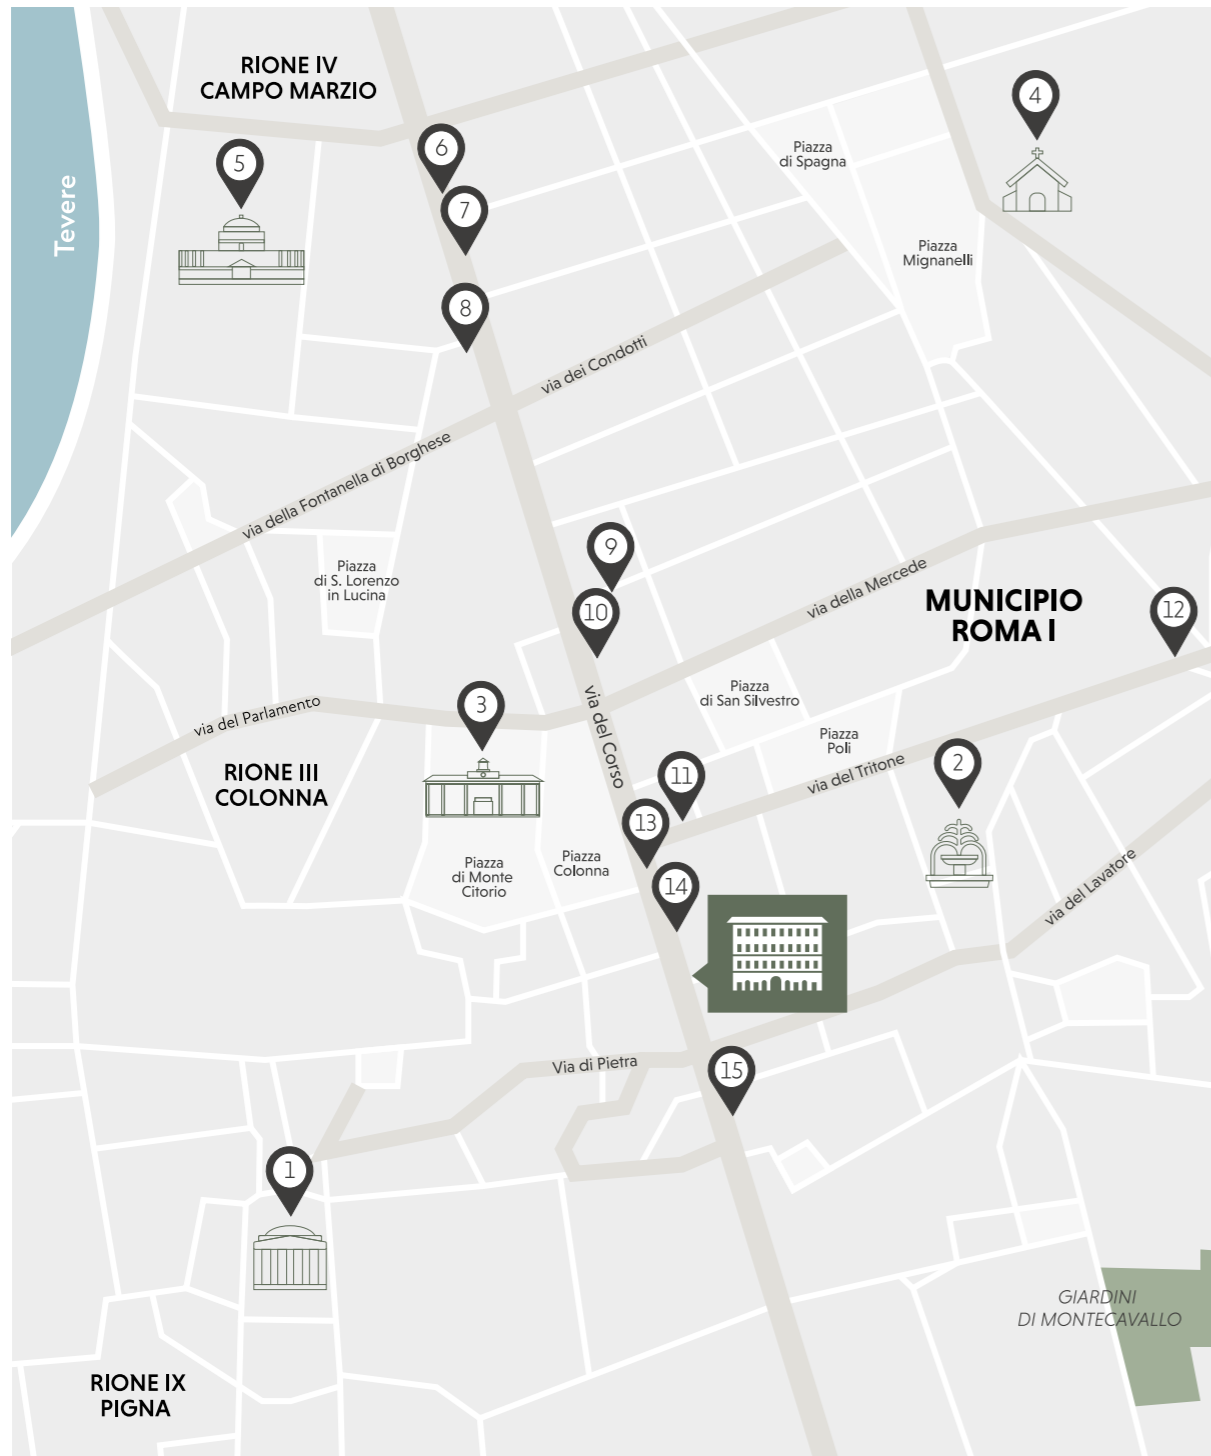 RIONE IV
CAMPO MARZIO
4
6
5
Piazza
di Spagna
Tevere
7
Piazza
Mignanelli
8
via dei Condotti
via della Fontanella di Borghese
9
Piazza
di S. Lorenzo
in Lucina
via della Mercede
10
MUNICIPIO
ROMA I
12
via del Parlamento
3
via del Corso
Piazza
di San Silvestro
Piazza
Poli
RIONE III
COLONNA
11
via del Tritone
2
13
Piazza
di Monte
Citorio
Piazza
Colonna
14
via del Lavatore
Via di Pietra
15
1
GIARDINI
DI MONTECAVALLO
RIONE IX
PIGNA